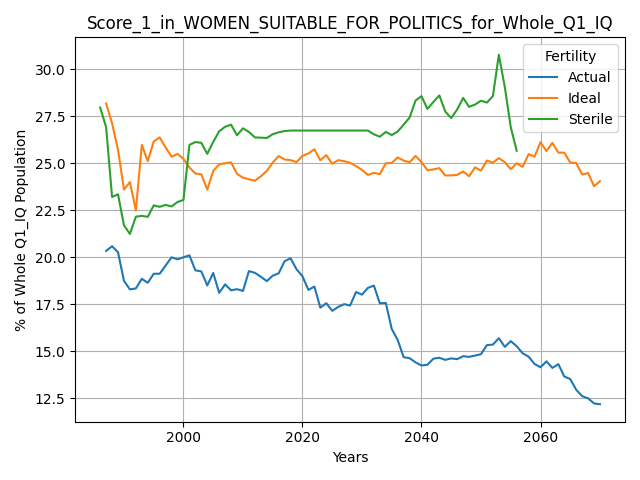 Score_1_in_WOMEN_SUITABLE_FOR_POLITICS_for_Whole_Q1_IQ
Fertility
Actual
Ideal
Sterile
% of Whole Q1_IQ Population
30.0
27.5
25.0
22.5
20.0
17.5
15.0
12.5
2000
2020
2040
2060
Years